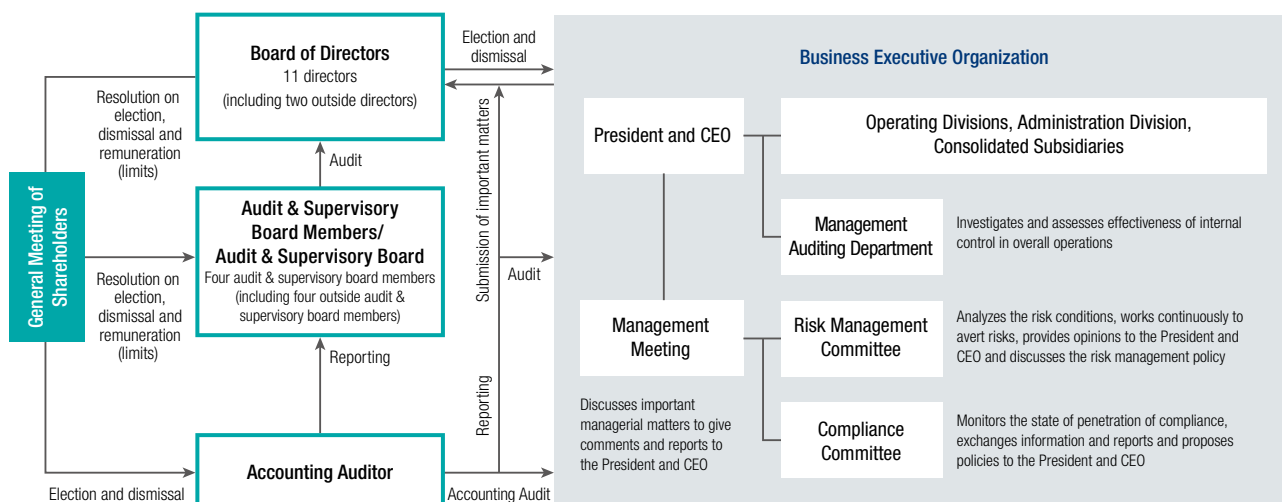 Board of Directors
11 directors
(including two outside directors)
Election and
dismissal
Business Executive Organization
Resolution on
election,
dismissal and
remuneration
(limits)
Audit
Submission of important matters
President and CEO
Operating Divisions, Administration Division,
Consolidated Subsidiaries
General Meeting of
Shareholders
Audit & Supervisory
Board Members/
Audit & Supervisory Board
Four audit & supervisory board members
(including four outside audit &
supervisory board members)
Audit
Management
Auditing Department
Investigates and assesses effectiveness of internal
control in overall operations
Resolution on
election,
dismissal and
remuneration
(limits)
Reporting
Reporting
Management
Meeting
Discusses important
managerial matters to give
comments and reports to
the President and CEO
Risk Management
Committee
Analyzes the risk conditions, works continuously to
avert risks, provides opinions to the President and
CEO and discusses the risk management policy
Compliance
Committee
Monitors the state of penetration of compliance,
exchanges information and reports and proposes
policies to the President and CEO
Accounting Auditor
Election and dismissal
Accounting Audit